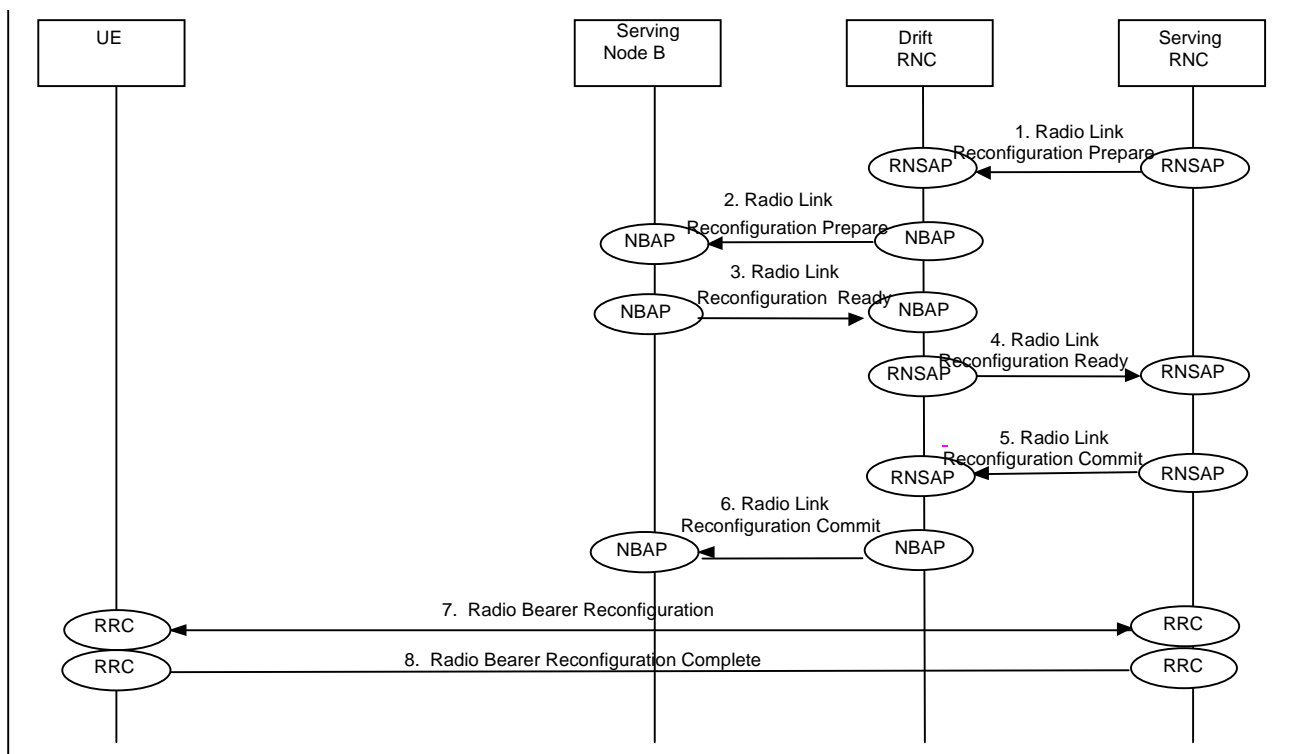 UE
Serving
Node B
Drift
RNC
Serving
RNC
1. Radio Link
Reconfiguration Prepare
RNSAP
RNSAP
2. Radio Link
Reconfiguration Prepare
NBAP
NBAP
3. Radio Link
Reconfiguration Ready
NBAP
NBAP
4. Radio Link
Reconfiguration Ready
RNSAP
RNSAP
5. Radio Link
Reconfiguration Commit
RNSAP
RNSAP
6. Radio Link
Reconfiguration Commit
NBAP
NBAP
7. Radio Bearer Reconfiguration
RRC
RRC
8. Radio Bearer Reconfiguration Complete
RRC
RRC